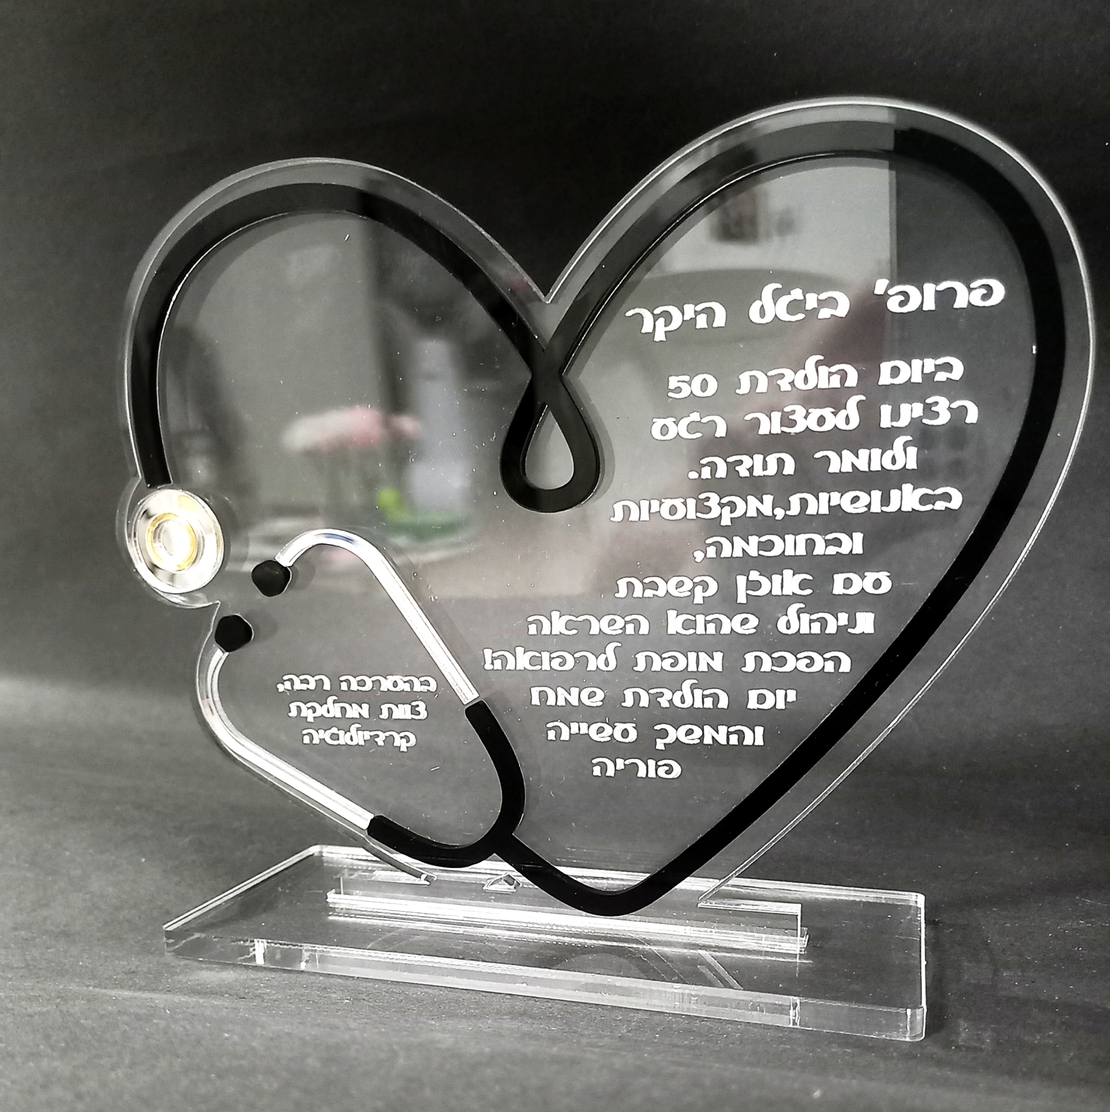 פרופ' ביגל היקר
ביום הולדת 50
רצינו לעצור רגע
ולומר תודה.
באנושיות,מקצועיות
ובחוכמה,
עם אוזן קשבת
וניהול שהוא השראה
הפכת מופת לרפואה!
יום הולדת שמח
והמשך עשייה
פוריה
בהערכה רבה,
צוות מחלקת
קרדיולוגיה